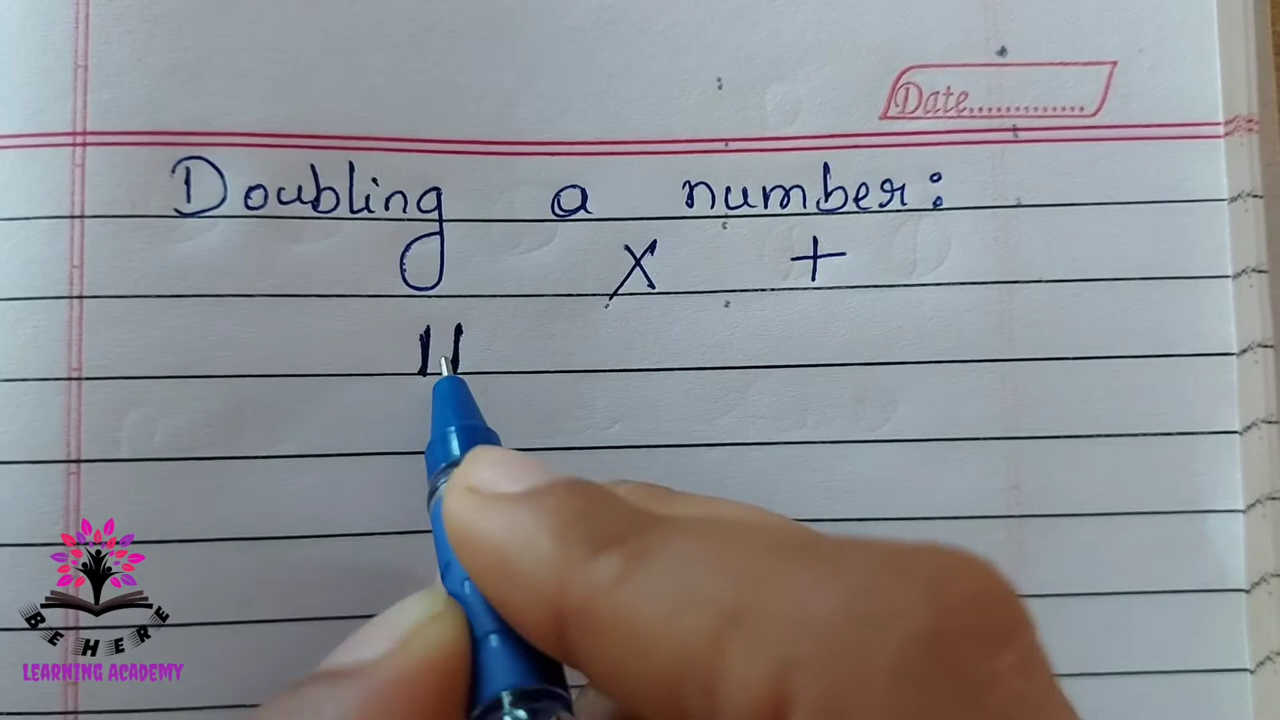 Date.............
Doubling a number:
x +
11
BE HERE
LEARNING ACADEMY